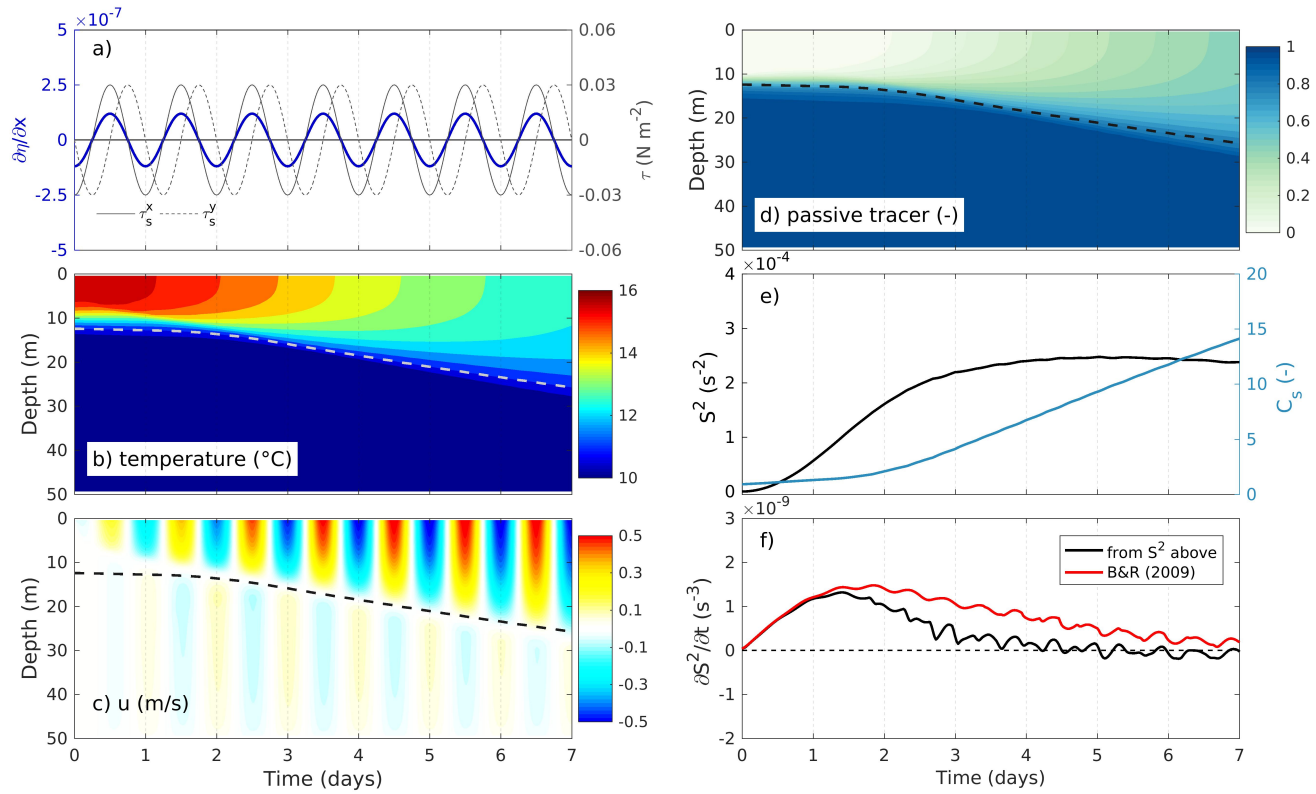 ×10⁻⁷
5
2.5
0
-2.5
-5
∂η/∂x
a)
τₛˣ
τₛʸ
0.06
0.03
0
-0.03
-0.06
τ (N m⁻²)
0
10
20
30
40
50
Depth (m)
b) temperature (°C)
16
14
12
10
0
10
20
30
40
50
Depth (m)
c) u (m/s)
0.5
0.3
0.1
-0.1
-0.3
-0.5
0 1 2 3 4 5 6 7
Time (days)
0
10
20
30
40
50
Depth (m)
d) passive tracer (-)
1
0.8
0.6
0.4
0.2
0
×10⁻⁴
4
3
2
1
0
S² (s⁻²)
e)
20
15
10
5
0
Cₛ (-)
×10⁻⁹
3
2
1
0
-1
-2
∂S²/∂t (s⁻³)
f)
from S² above
B&R (2009)
0 1 2 3 4 5 6 7
Time (days)